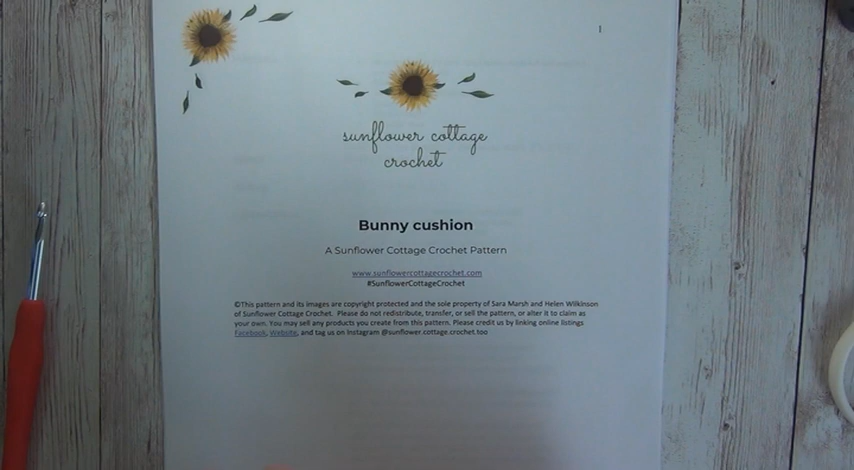 1
sunflower cottage
crochet
Bunny cushion
A Sunflower Cottage Crochet Pattern
www.sunflowercottagecrochet.com
#SunflowerCottageCrochet
©This pattern and its images are copyright protected and the sole property of Sara Marsh and Helen Wilkinson
of Sunflower Cottage Crochet. Please do not redistribute, transfer, or sell the pattern, or alter it to claim as
your own. You may sell any products you create from this pattern. Please credit us by linking online listings
Facebook, Website, and tag us on Instagram @sunflower.cottage.crochet.too